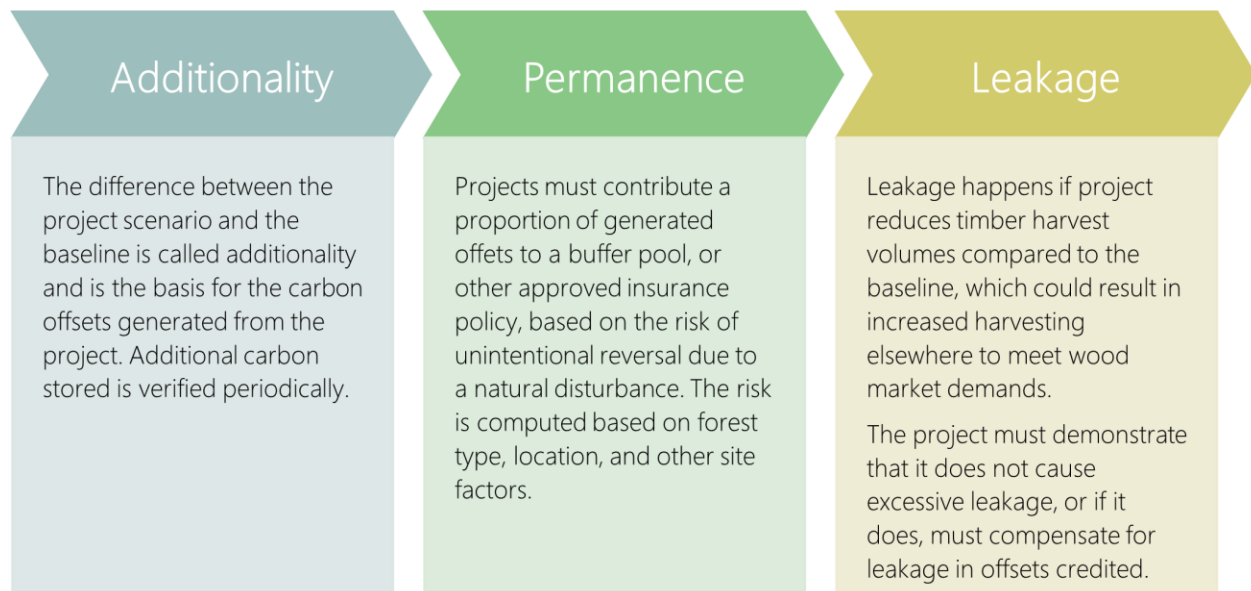 Additionality
The difference between the
project scenario and the
baseline is called additionality
and is the basis for the carbon
offsets generated from the
project. Additional carbon
stored is verified periodically.
Permanence
Projects must contribute a
proportion of generated
offets to a buffer pool, or
other approved insurance
policy, based on the risk of
unintentional reversal due to
a natural disturbance. The risk
is computed based on forest
type, location, and other site
factors.
Leakage
Leakage happens if project
reduces timber harvest
volumes compared to the
baseline, which could result in
increased harvesting
elsewhere to meet wood
market demands.
The project must demonstrate
that it does not cause
excessive leakage, or if it
does, must compensate for
leakage in offsets credited.